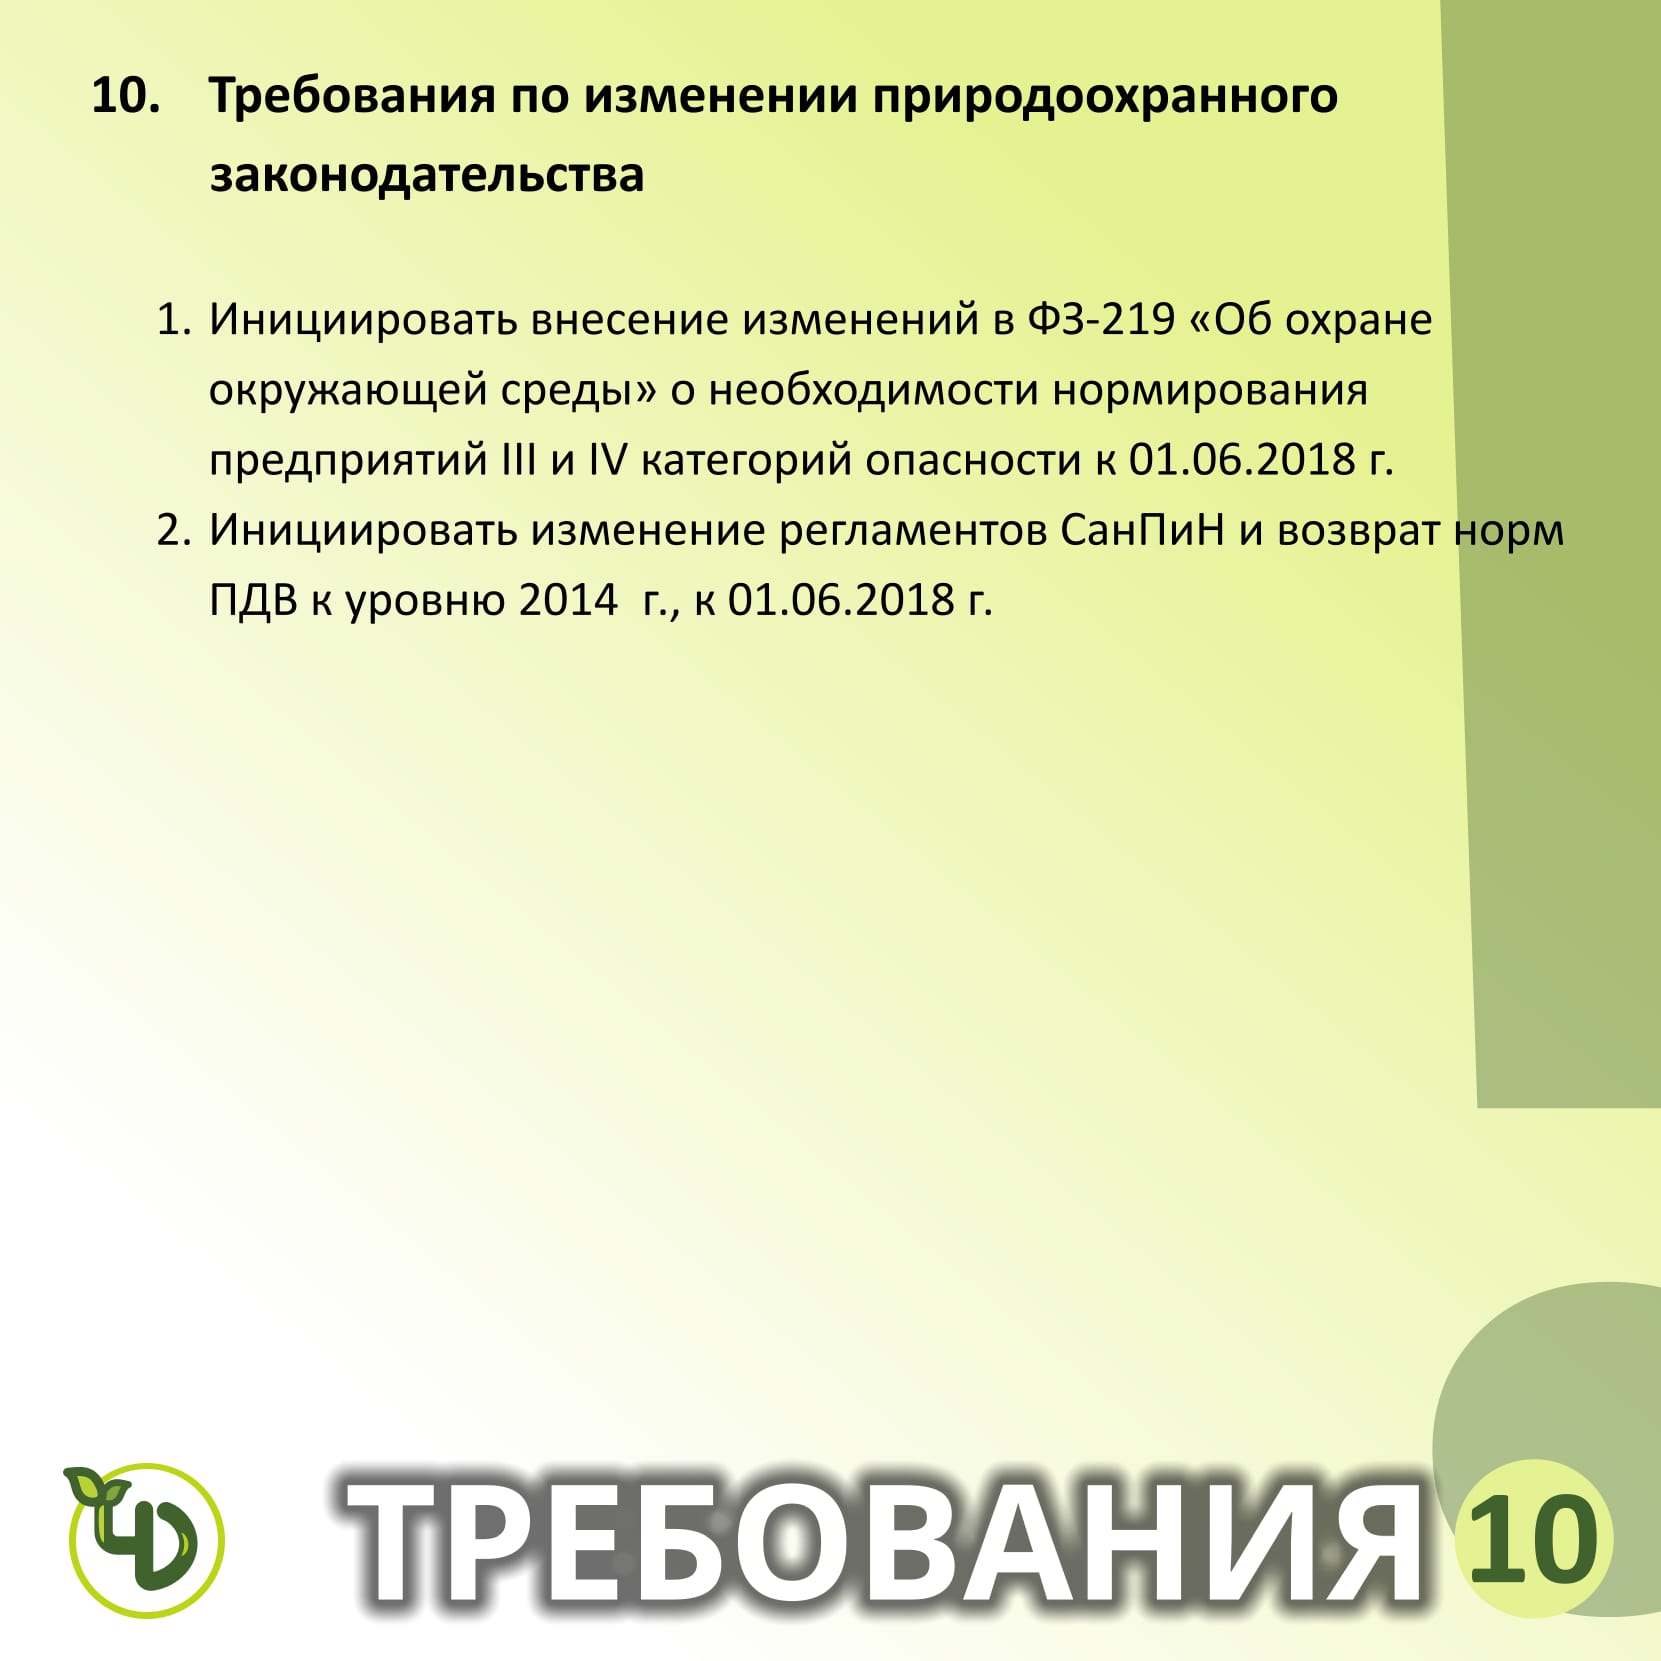 10. Требования по изменении природоохранного
законодательства
1. Инициировать внесение изменений в ФЗ-219 «Об охране
окружающей среды» о необходимости нормирования
предприятий III и IV категорий опасности к 01.06.2018 г.
2. Инициировать изменение регламентов СанПиН и возврат норм
ПДВ к уровню 2014  г., к 01.06.2018 г.
ЧD
ТРЕБОВАНИЯ 10